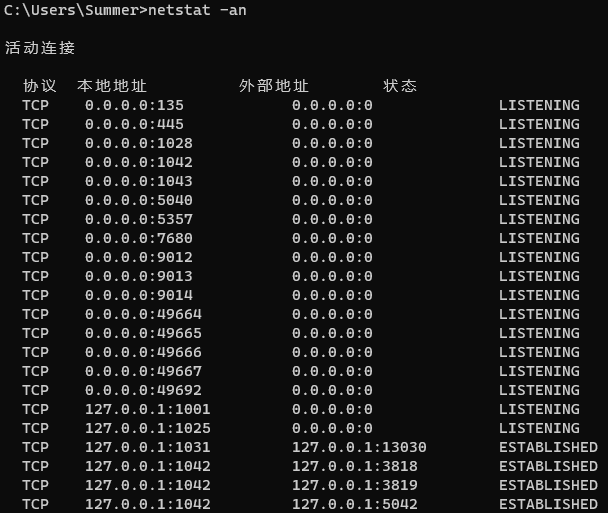 C:\Users\Summer>netstat -an
活动连接
协议 本地地址 外部地址 状态
TCP 0.0.0.0:135 0.0.0.0:0 LISTENING
TCP 0.0.0.0:445 0.0.0.0:0 LISTENING
TCP 0.0.0.0:1028 0.0.0.0:0 LISTENING
TCP 0.0.0.0:1042 0.0.0.0:0 LISTENING
TCP 0.0.0.0:1043 0.0.0.0:0 LISTENING
TCP 0.0.0.0:5040 0.0.0.0:0 LISTENING
TCP 0.0.0.0:5357 0.0.0.0:0 LISTENING
TCP 0.0.0.0:7680 0.0.0.0:0 LISTENING
TCP 0.0.0.0:9012 0.0.0.0:0 LISTENING
TCP 0.0.0.0:9013 0.0.0.0:0 LISTENING
TCP 0.0.0.0:9014 0.0.0.0:0 LISTENING
TCP 0.0.0.0:49664 0.0.0.0:0 LISTENING
TCP 0.0.0.0:49665 0.0.0.0:0 LISTENING
TCP 0.0.0.0:49666 0.0.0.0:0 LISTENING
TCP 0.0.0.0:49667 0.0.0.0:0 LISTENING
TCP 0.0.0.0:49692 0.0.0.0:0 LISTENING
TCP 127.0.0.1:1001 0.0.0.0:0 LISTENING
TCP 127.0.0.1:1025 0.0.0.0:0 LISTENING
TCP 127.0.0.1:1031 127.0.0.1:13030 ESTABLISHED
TCP 127.0.0.1:1042 127.0.0.1:3818 ESTABLISHED
TCP 127.0.0.1:1042 127.0.0.1:3819 ESTABLISHED
TCP 127.0.0.1:1042 127.0.0.1:5042 ESTABLISHED